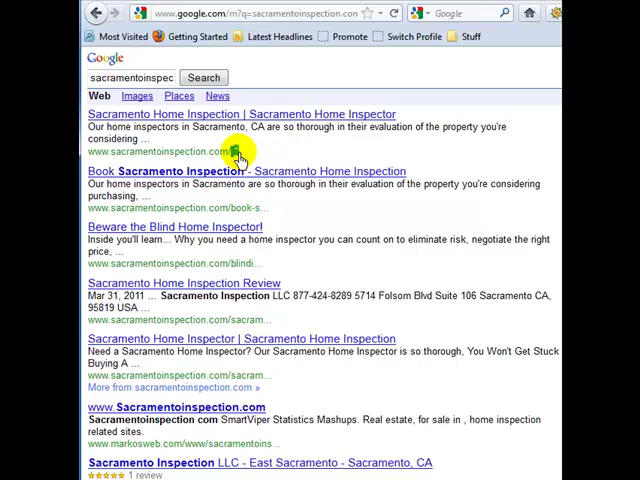 www.google.com/m?q=sacramentoinspection.con
Google
Most Visited Getting Started Latest Headlines Promote Switch Profile Stuff
Google
sacramentoinspec Search
Web Images Places News
Sacramento Home Inspection | Sacramento Home Inspector
Our home inspectors in Sacramento, CA are so thorough in their evaluation of the property you're
considering ...
www.sacramentoinspection.com/
Book Sacramento Inspection - Sacramento Home Inspection
Our home inspectors in Sacramento are so thorough in their evaluation of the property you're considering
purchasing, ...
www.sacramentoinspection.com/book-s...
Beware the Blind Home Inspector!
Inside you'll learn... Why you need a home inspector you can count on to eliminate risk, negotiate the right
price, ...
www.sacramentoinspection.com/blindi...
Sacramento Home Inspection Review
Mar 31, 2011 ... Sacramento Inspection LLC 877-424-8289 5714 Folsom Blvd Suite 106 Sacramento CA,
95819 USA ...
www.sacramentoinspection.com/sacram...
Sacramento Home Inspector | Sacramento Home Inspection
Need a Sacramento Home Inspector? Our Sacramento Home Inspector is so thorough, You Won't Get Stuck
Buying A ...
www.sacramentoinspection.com/sacram...
More from sacramentoinspection.com »
www.Sacramentoinspection.com
Sacramentoinspection com SmartViper Statistics Mashups. Real estate, for sale in , home inspection
related sites.
www.markosweb.com/www/sacramentoins...
Sacramento Inspection LLC - East Sacramento - Sacramento, CA
1 review